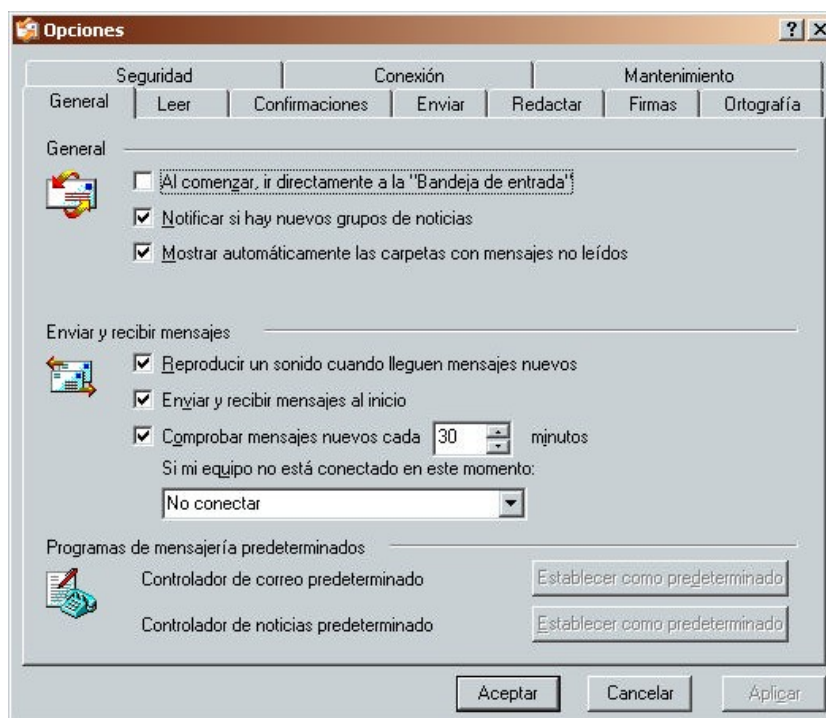 Opciones
Seguridad Conexión Mantenimiento
General Leer Confirmaciones Enviar Redactar Firmas Ortografía
General
Al comenzar, ir directamente a la "Bandeja de entrada"
Notificar si hay nuevos grupos de noticias
Mostrar automáticamente las carpetas con mensajes no leídos
Enviar y recibir mensajes
Reproducir un sonido cuando lleguen mensajes nuevos
Enviar y recibir mensajes al inicio
Comprobar mensajes nuevos cada 30 minutos
Si mi equipo no está conectado en este momento:
No conectar
Programas de mensajería predeterminados
Controlador de correo predeterminado Establecer como predeterminado
Controlador de noticias predeterminado Establecer como predeterminado
Aceptar Cancelar Aplicar